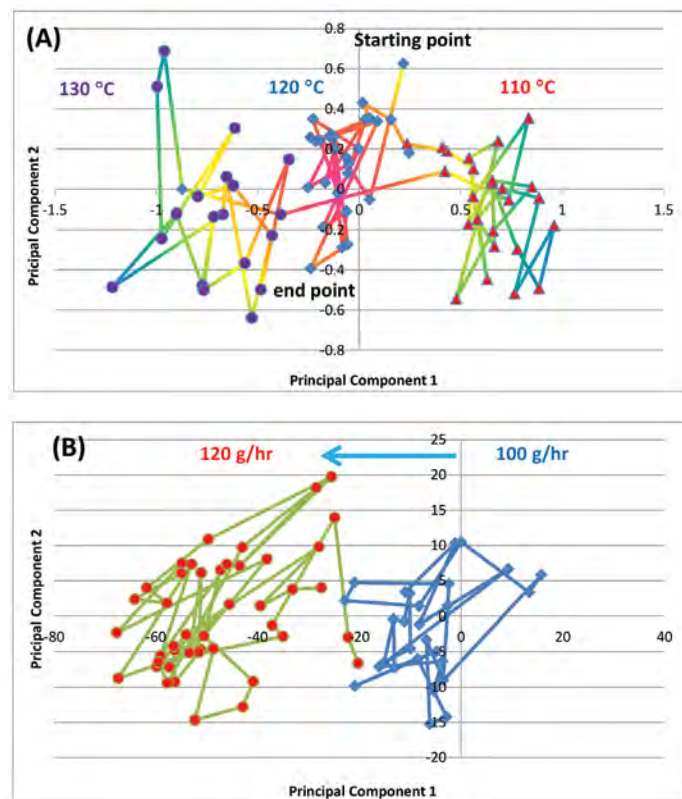 (A)
Starting point
130 °C
120 °C
110 °C
0.8
0.6
0.4
0.2
0
-0.2
-0.4
-0.6
-0.8
-1.5
-1
-0.5
0.5
1
1.5
end point
Pricipal Component 2
Principal Component 1
(B)
120 g/hr
100 g/hr
25
20
15
10
5
0
-5
-10
-15
-20
-80
-60
-40
-20
0
20
40
Pricipal Component 2
Principal Component 1